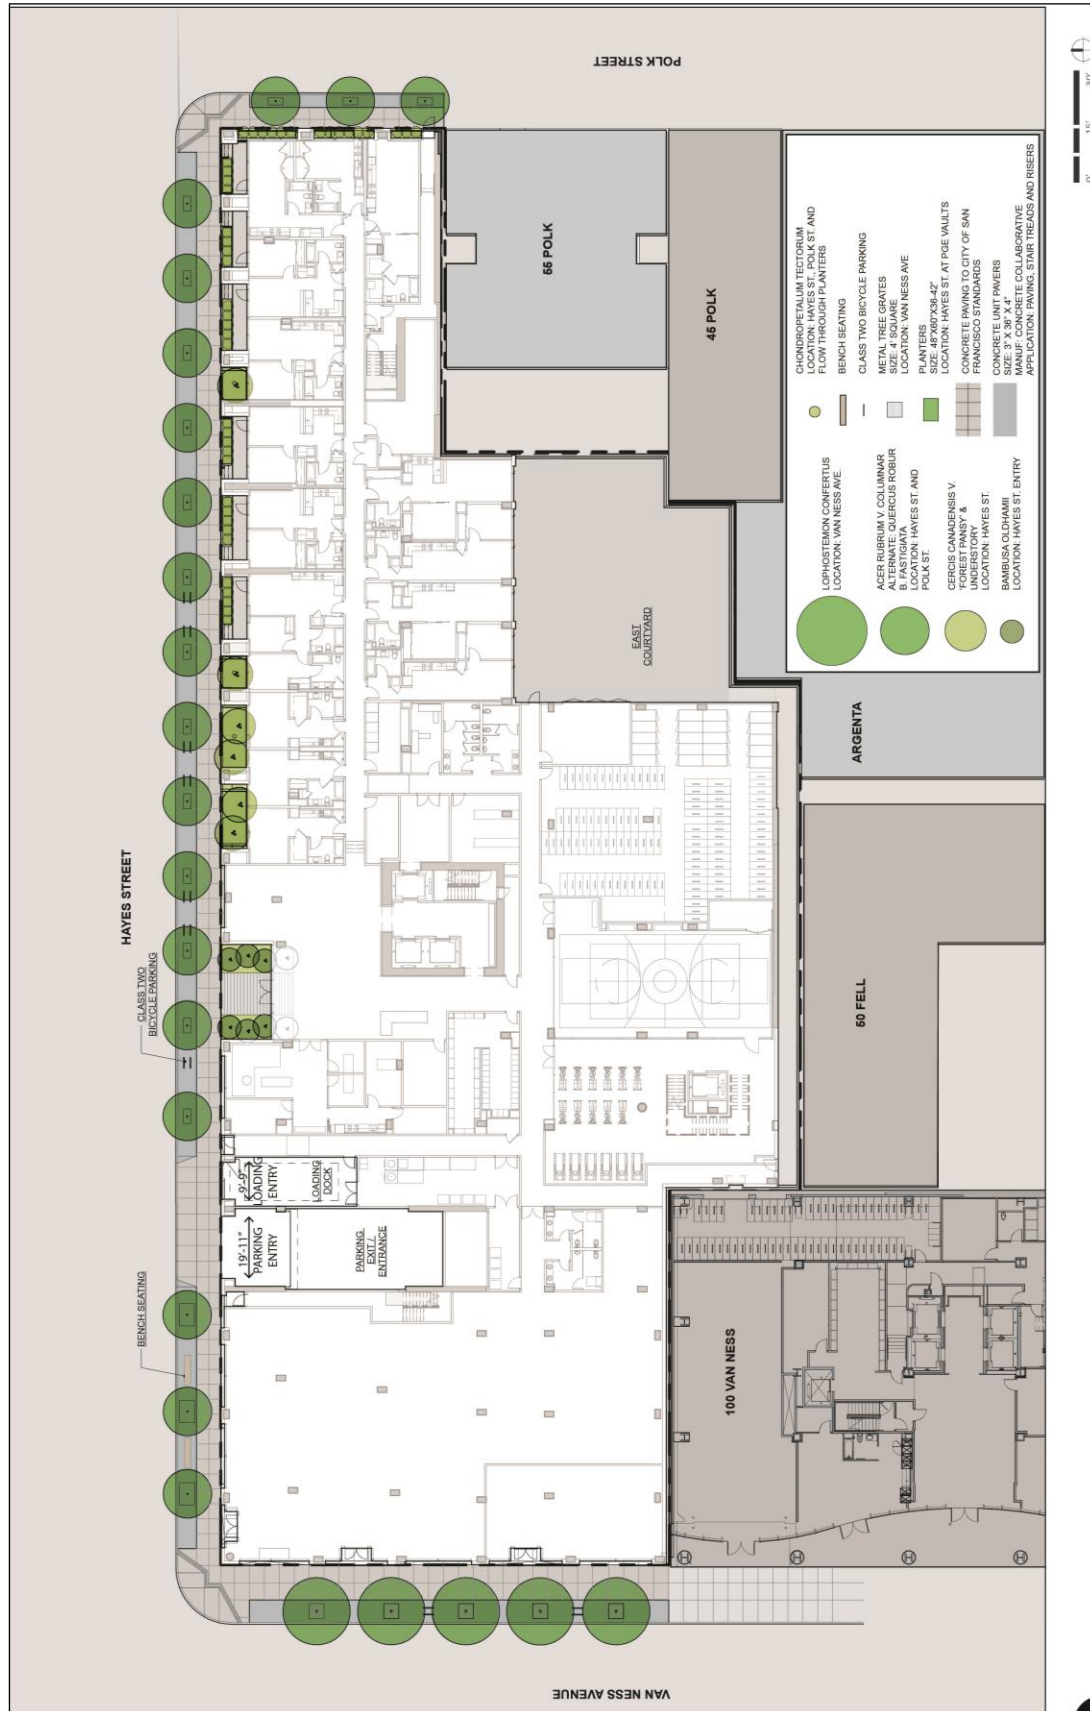 POLK STREET
HAYES STREET
CLASS TWO
BICYCLE PARKING
BENCH SEATING
55 POLK
45 POLK
EAST
COURTYARD
ARGENTA
50 FELL
100 VAN NESS
VAN NESS AVENUE
9'-9"
LOADING
ENTRY
LOADING
DOCK
19'-11"
PARKING
ENTRY
PARKING
EXIT /
ENTRANCE
LOPHOSTEMON CONFERTUS
LOCATION: VAN NESS AVE.
ACER RUBRUM V. COLUMNAR
ALTERNATE: QUERCUS ROBUR
B. FASTIGIATA
LOCATION: HAYES ST. AND
POLK ST.
CERCIS CANADENSIS V.
'FOREST PANSY' &
UNDERSTORY
LOCATION: HAYES ST.
BAMBUSA OLDHAMII
LOCATION: HAYES ST. ENTRY
CHONDROPETALUM TECTORUM
LOCATION: HAYES ST., POLK ST. AND
FLOW THROUGH PLANTERS
BENCH SEATING
CLASS TWO BICYCLE PARKING
METAL TREE GRATES
SIZE: 4' SQUARE
LOCATION: VAN NESS AVE
PLANTERS
SIZE: 48"X60"X36-42"
LOCATION: HAYES ST. AT PGE VAULTS
CONCRETE PAVING TO CITY OF SAN
FRANCISCO STANDARDS
CONCRETE UNIT PAVERS
SIZE: 3" X 36" X 4"
MANUF: CONCRETE COLLABORATIVE
APPLICATION: PAVING, STAIR TREADS AND RISERS
0' 15' 30'